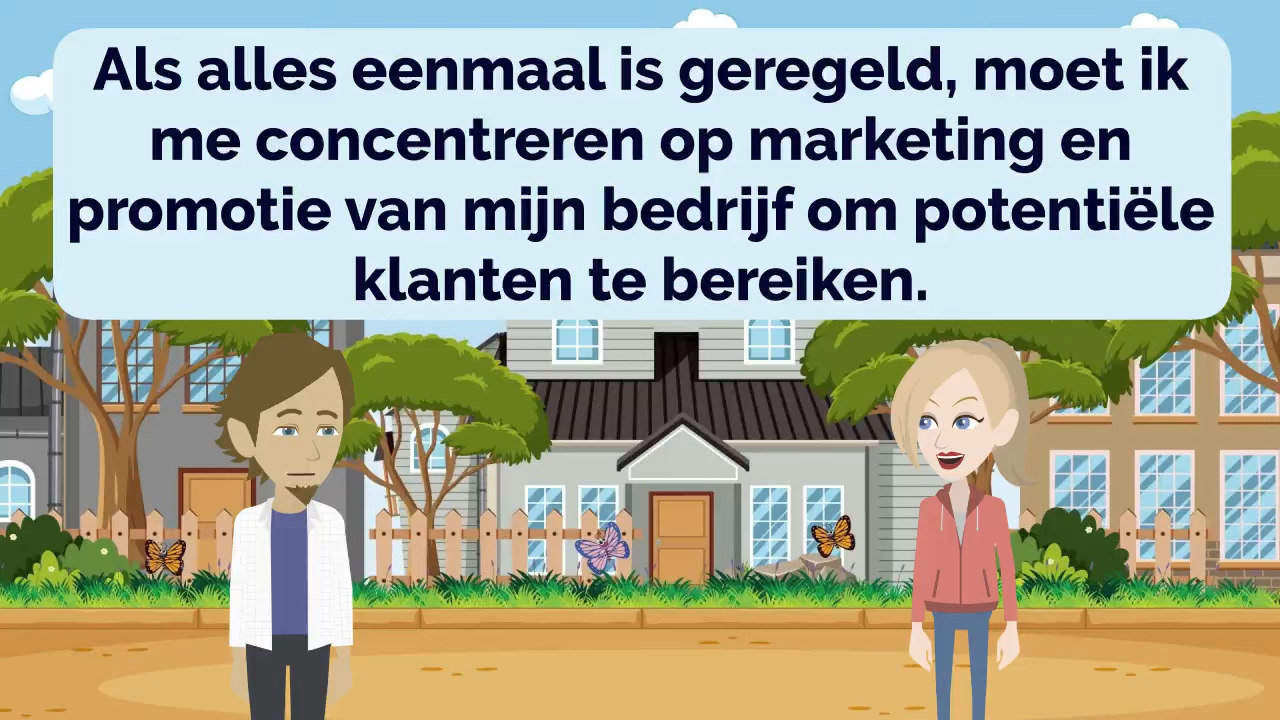 Als alles eenmaal is geregeld, moet ik
me concentreren op marketing en
promotie van mijn bedrijf om potentiële
klanten te bereiken.